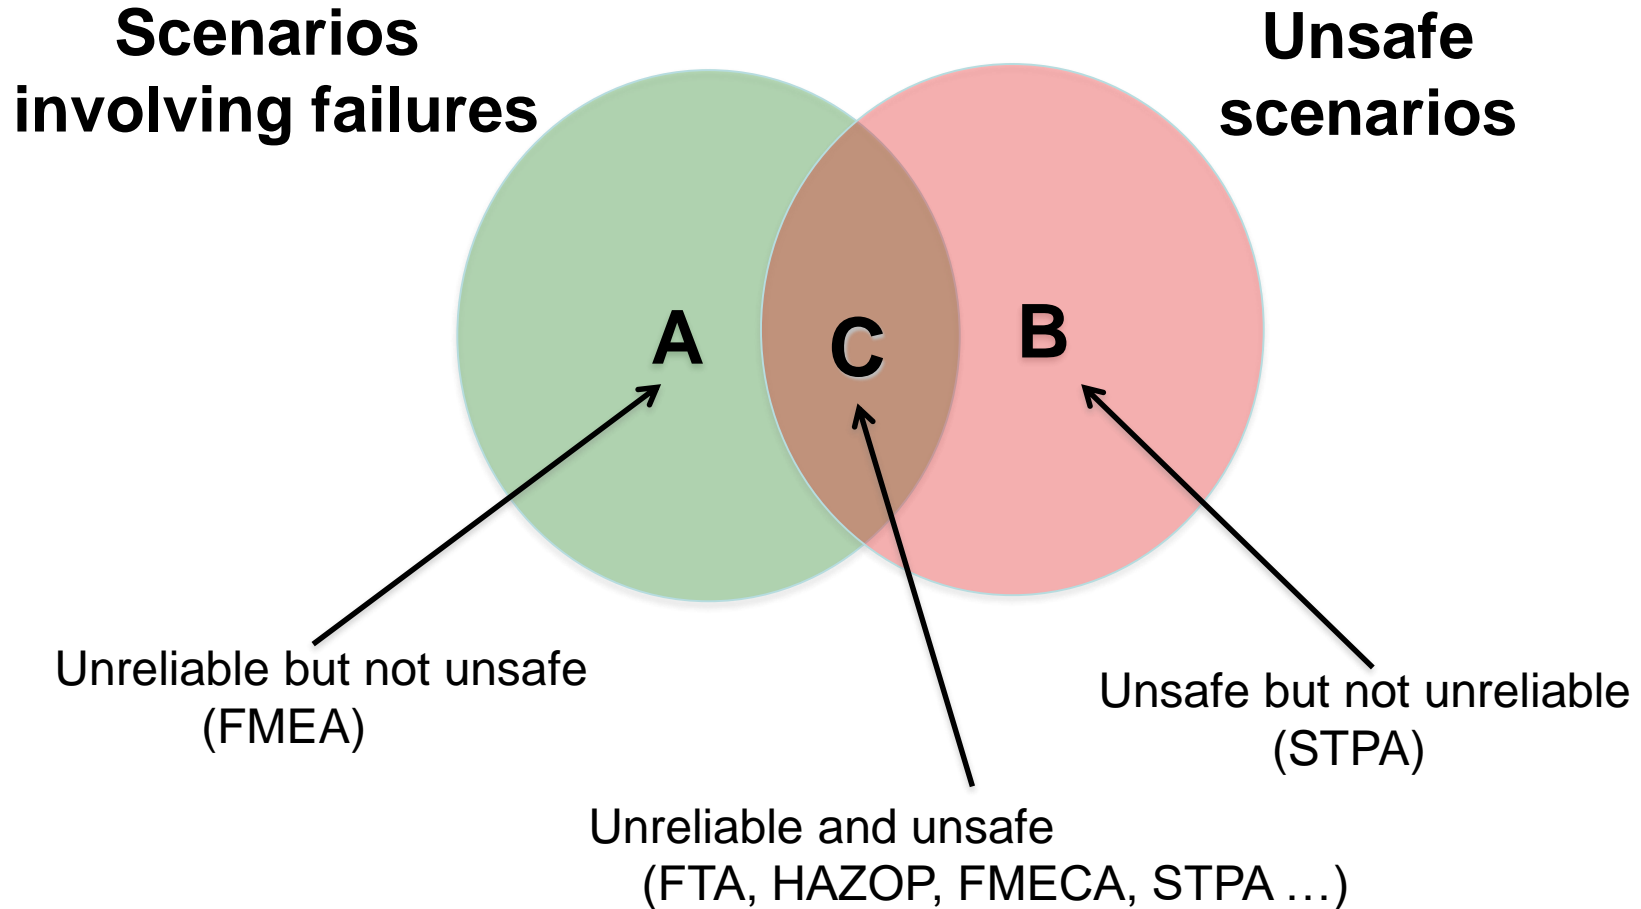 Scenarios
involving failures
Unsafe
scenarios
A
C
B
Unreliable but not unsafe
(FMEA)
Unsafe but not unreliable
(STPA)
Unreliable and unsafe
(FTA, HAZOP, FMECA, STPA …)